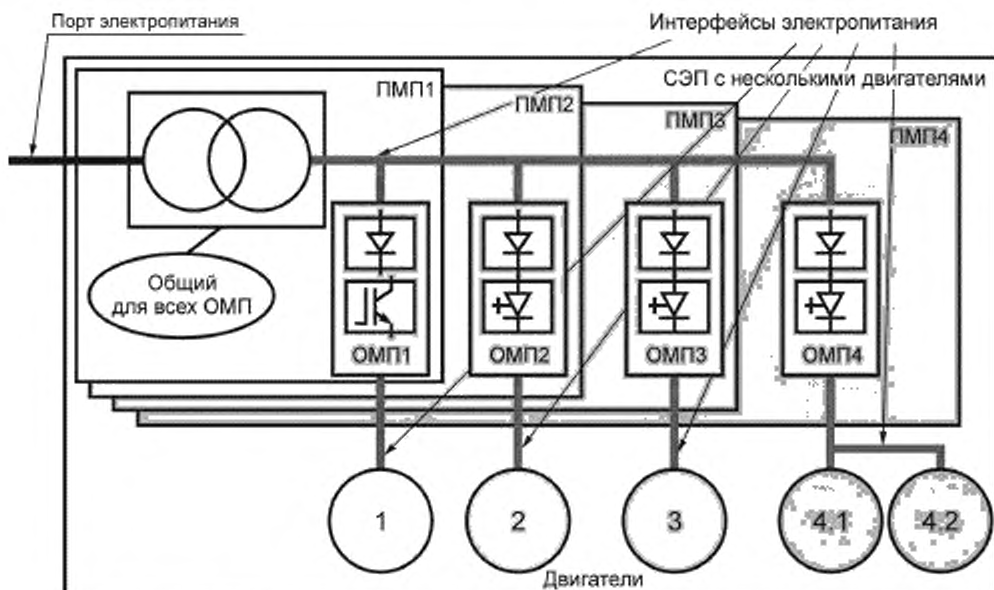 Порт электропитания
Интерфейсы электропитания
СЭП с несколькими двигателями
ПМП1
ПМП2
ПМП3
ПМП4
Общий
для всех ОМП
ОМП1
ОМП2
ОМП3
ОМП4
1
2
3
4.1
4.2
Двигатели